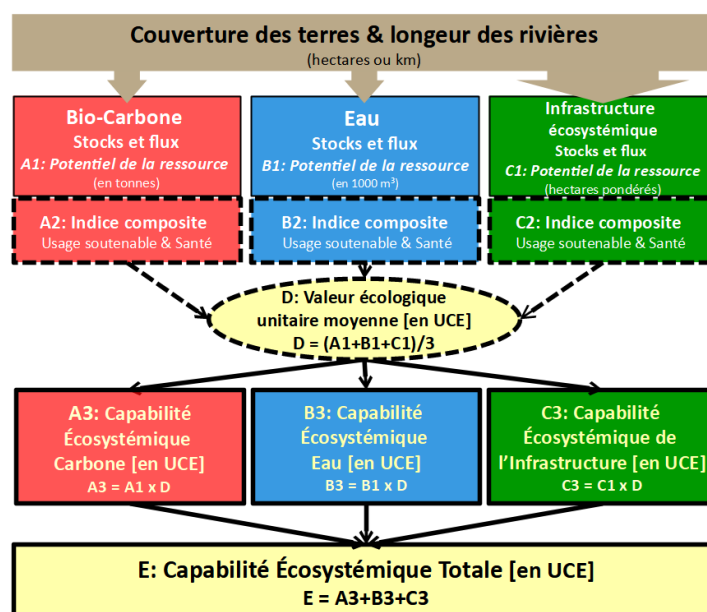 Couverture des terres & longueur des rivières
(hectares ou km)
Bio-Carbone
Stocks et flux
A1: Potentiel de la ressource
(en tonnes)
Eau
Stocks et flux
B1: Potentiel de la ressource
(en 1000 m³)
Infrastructure
écosystémique
Stocks et flux
C1: Potentiel de la ressource
(hectares pondérés)
A2: Indice composite
Usage soutenable & Santé
B2: Indice composite
Usage soutenable & Santé
C2: Indice composite
Usage soutenable & Santé
D: Valeur écologique
unitaire moyenne [en UCE]
D = (A1+B1+C1)/3
A3: Capabilité
Écosystémique
Carbone [en UCE]
A3 = A1 x D
B3: Capabilité
Écosystémique
Eau [en UCE]
B3 = B1 x D
C3: Capabilité
Écosystémique de
l’Infrastructure [en UCE]
C3 = C1 x D
E: Capabilité Écosystémique Totale [en UCE]
E = A3+B3+C3